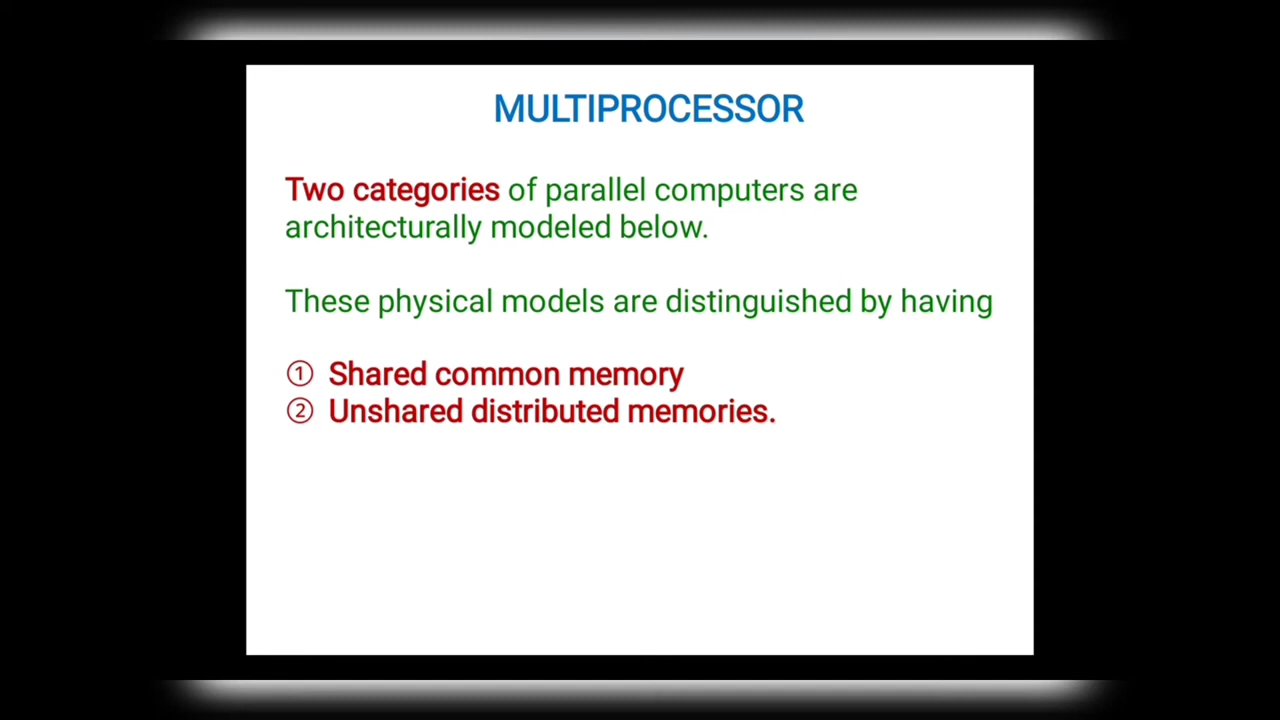 MULTIPROCESSOR
Two categories of parallel computers are
architecturally modeled below.
These physical models are distinguished by having
① Shared common memory
② Unshared distributed memories.